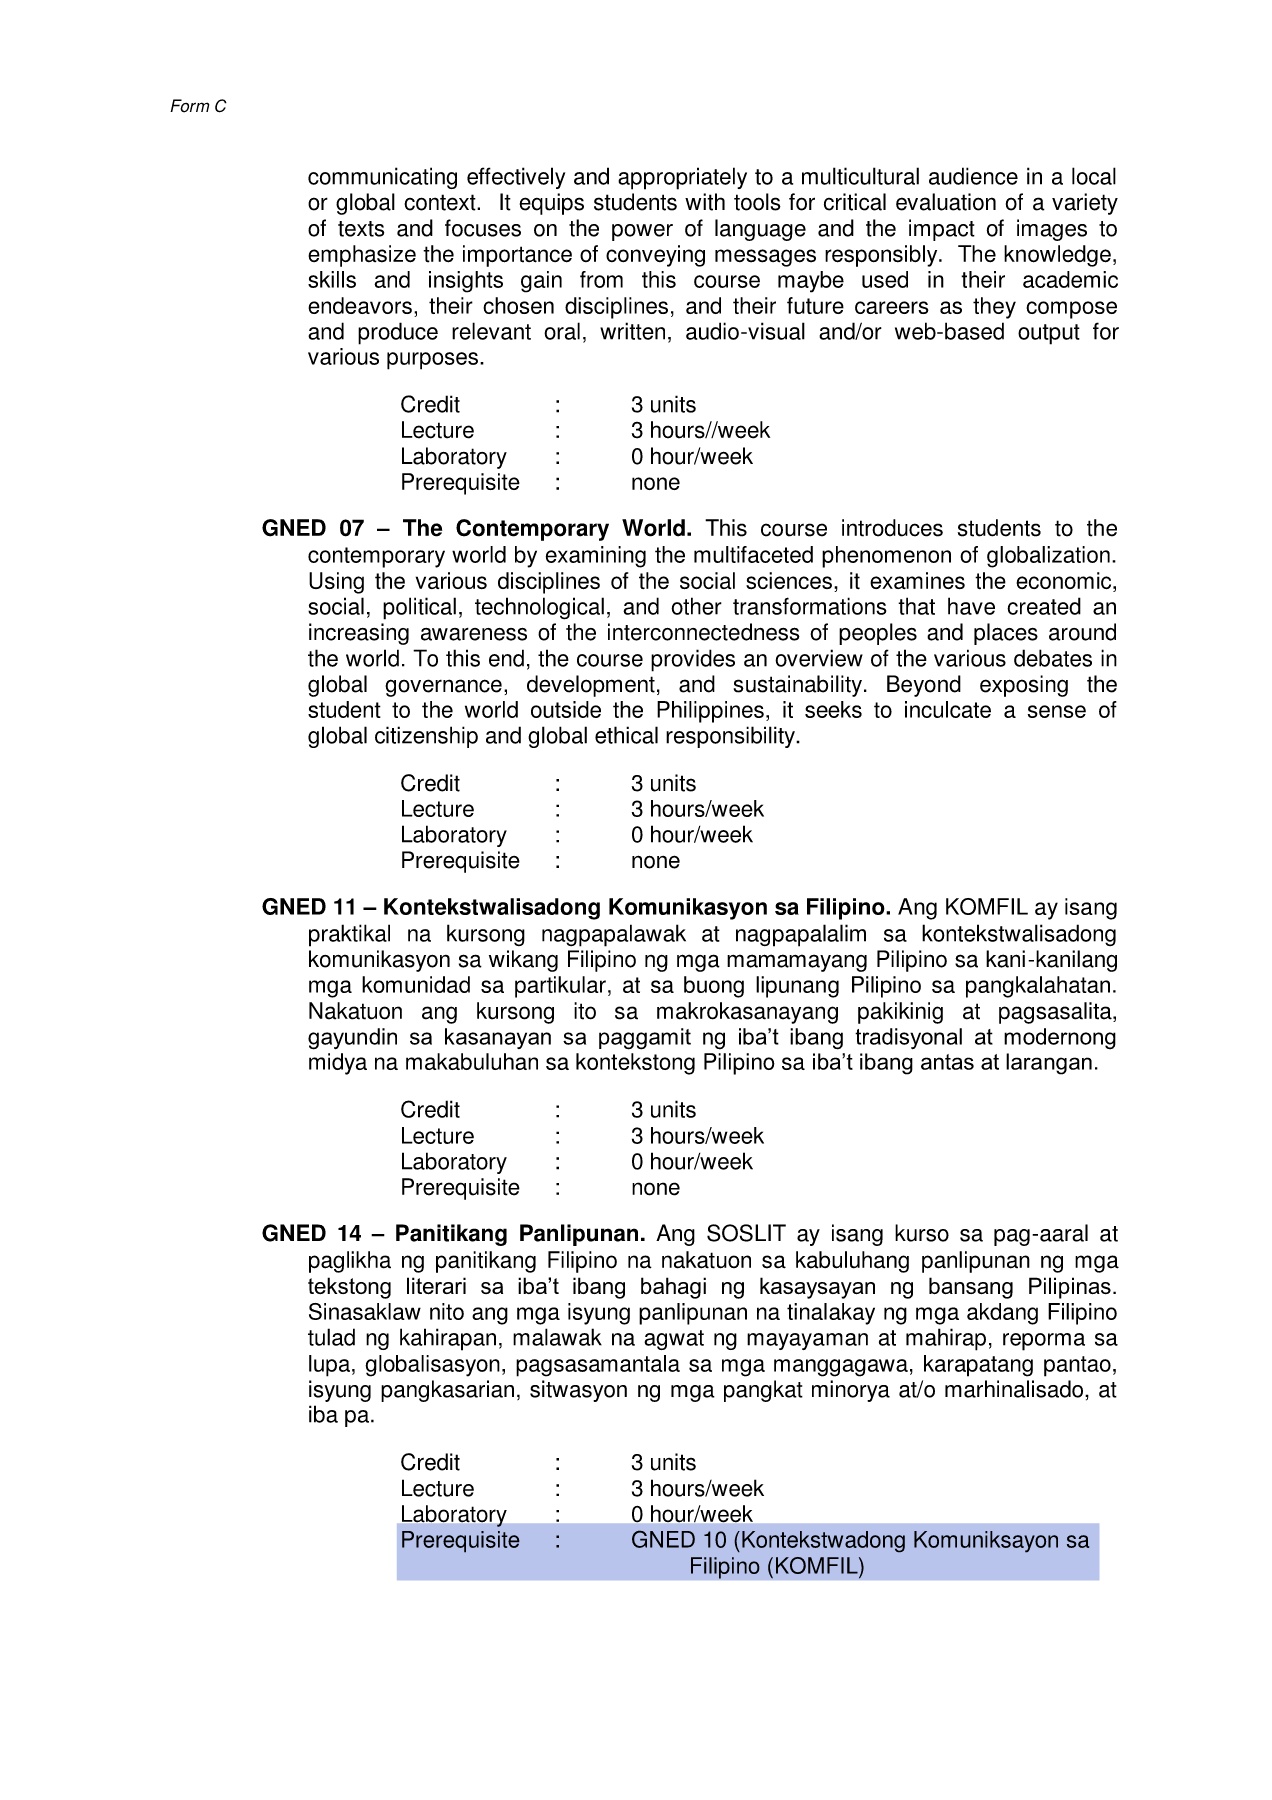 Form C
communicating effectively and appropriately to a multicultural audience in a local
or global context.  It equips students with tools for critical evaluation of a variety
of texts and focuses on the power of language and the impact of images to
emphasize the importance of conveying messages responsibly.  The knowledge,
skills and insights gain from this course maybe used in their academic
endeavors, their chosen disciplines, and their future careers as they compose
and produce relevant oral, written, audio-visual and/or web-based output for
various purposes.
Credit : 3 units
Lecture : 3 hours//week
Laboratory : 0 hour/week
Prerequisite : none
GNED 07 – The Contemporary World. This course introduces students to the
contemporary world by examining the multifaceted phenomenon of globalization.
Using the various disciplines of the social sciences, it examines the economic,
social, political, technological, and other transformations that have created an
increasing awareness of the interconnectedness of peoples and places around
the world. To this end, the course provides an overview of the various debates in
global governance, development, and sustainability. Beyond exposing the
student to the world outside the Philippines, it seeks to inculcate a sense of
global citizenship and global ethical responsibility.
Credit : 3 units
Lecture : 3 hours/week
Laboratory : 0 hour/week
Prerequisite : none
GNED 11 – Kontekstwalisadong Komunikasyon sa Filipino. Ang KOMFIL ay isang
praktikal na kursong nagpapalawak at nagpapalalim sa kontekstwalisadong
komunikasyon sa wikang Filipino ng mga mamamayang Pilipino sa kani-kanilang
mga komunidad sa partikular, at sa buong lipunang Pilipino sa pangkalahatan.
Nakatuon ang kursong ito sa makrokasanayang pakikinig at pagsasalita,
gayundin sa kasanayan sa paggamit ng iba’t ibang tradisyonal at modernong
midya na makabuluhan sa kontekstong Pilipino sa iba’t ibang antas at larangan.
Credit : 3 units
Lecture : 3 hours/week
Laboratory : 0 hour/week
Prerequisite : none
GNED 14 – Panitikang Panlipunan. Ang SOSLIT ay isang kurso sa pag-aaral at
paglikha ng panitikang Filipino na nakatuon sa kabuluhang panlipunan ng mga
tekstong literari sa iba’t ibang bahagi ng kasaysayan ng bansang Pilipinas.
Sinasaklaw nito ang mga isyung panlipunan na tinalakay ng mga akdang Filipino
tulad ng kahirapan, malawak na agwat ng mayayaman at mahirap, reporma sa
lupa, globalisasyon, pagsasamantala sa mga manggagawa, karapatang pantao,
isyung pangkasarian, sitwasyon ng mga pangkat minorya at/o marhinalisado, at
iba pa.
Credit : 3 units
Lecture : 3 hours/week
Laboratory : 0 hour/week
Prerequisite : GNED 10 (Kontekstwadong Komuniksayon sa
Filipino (KOMFIL)